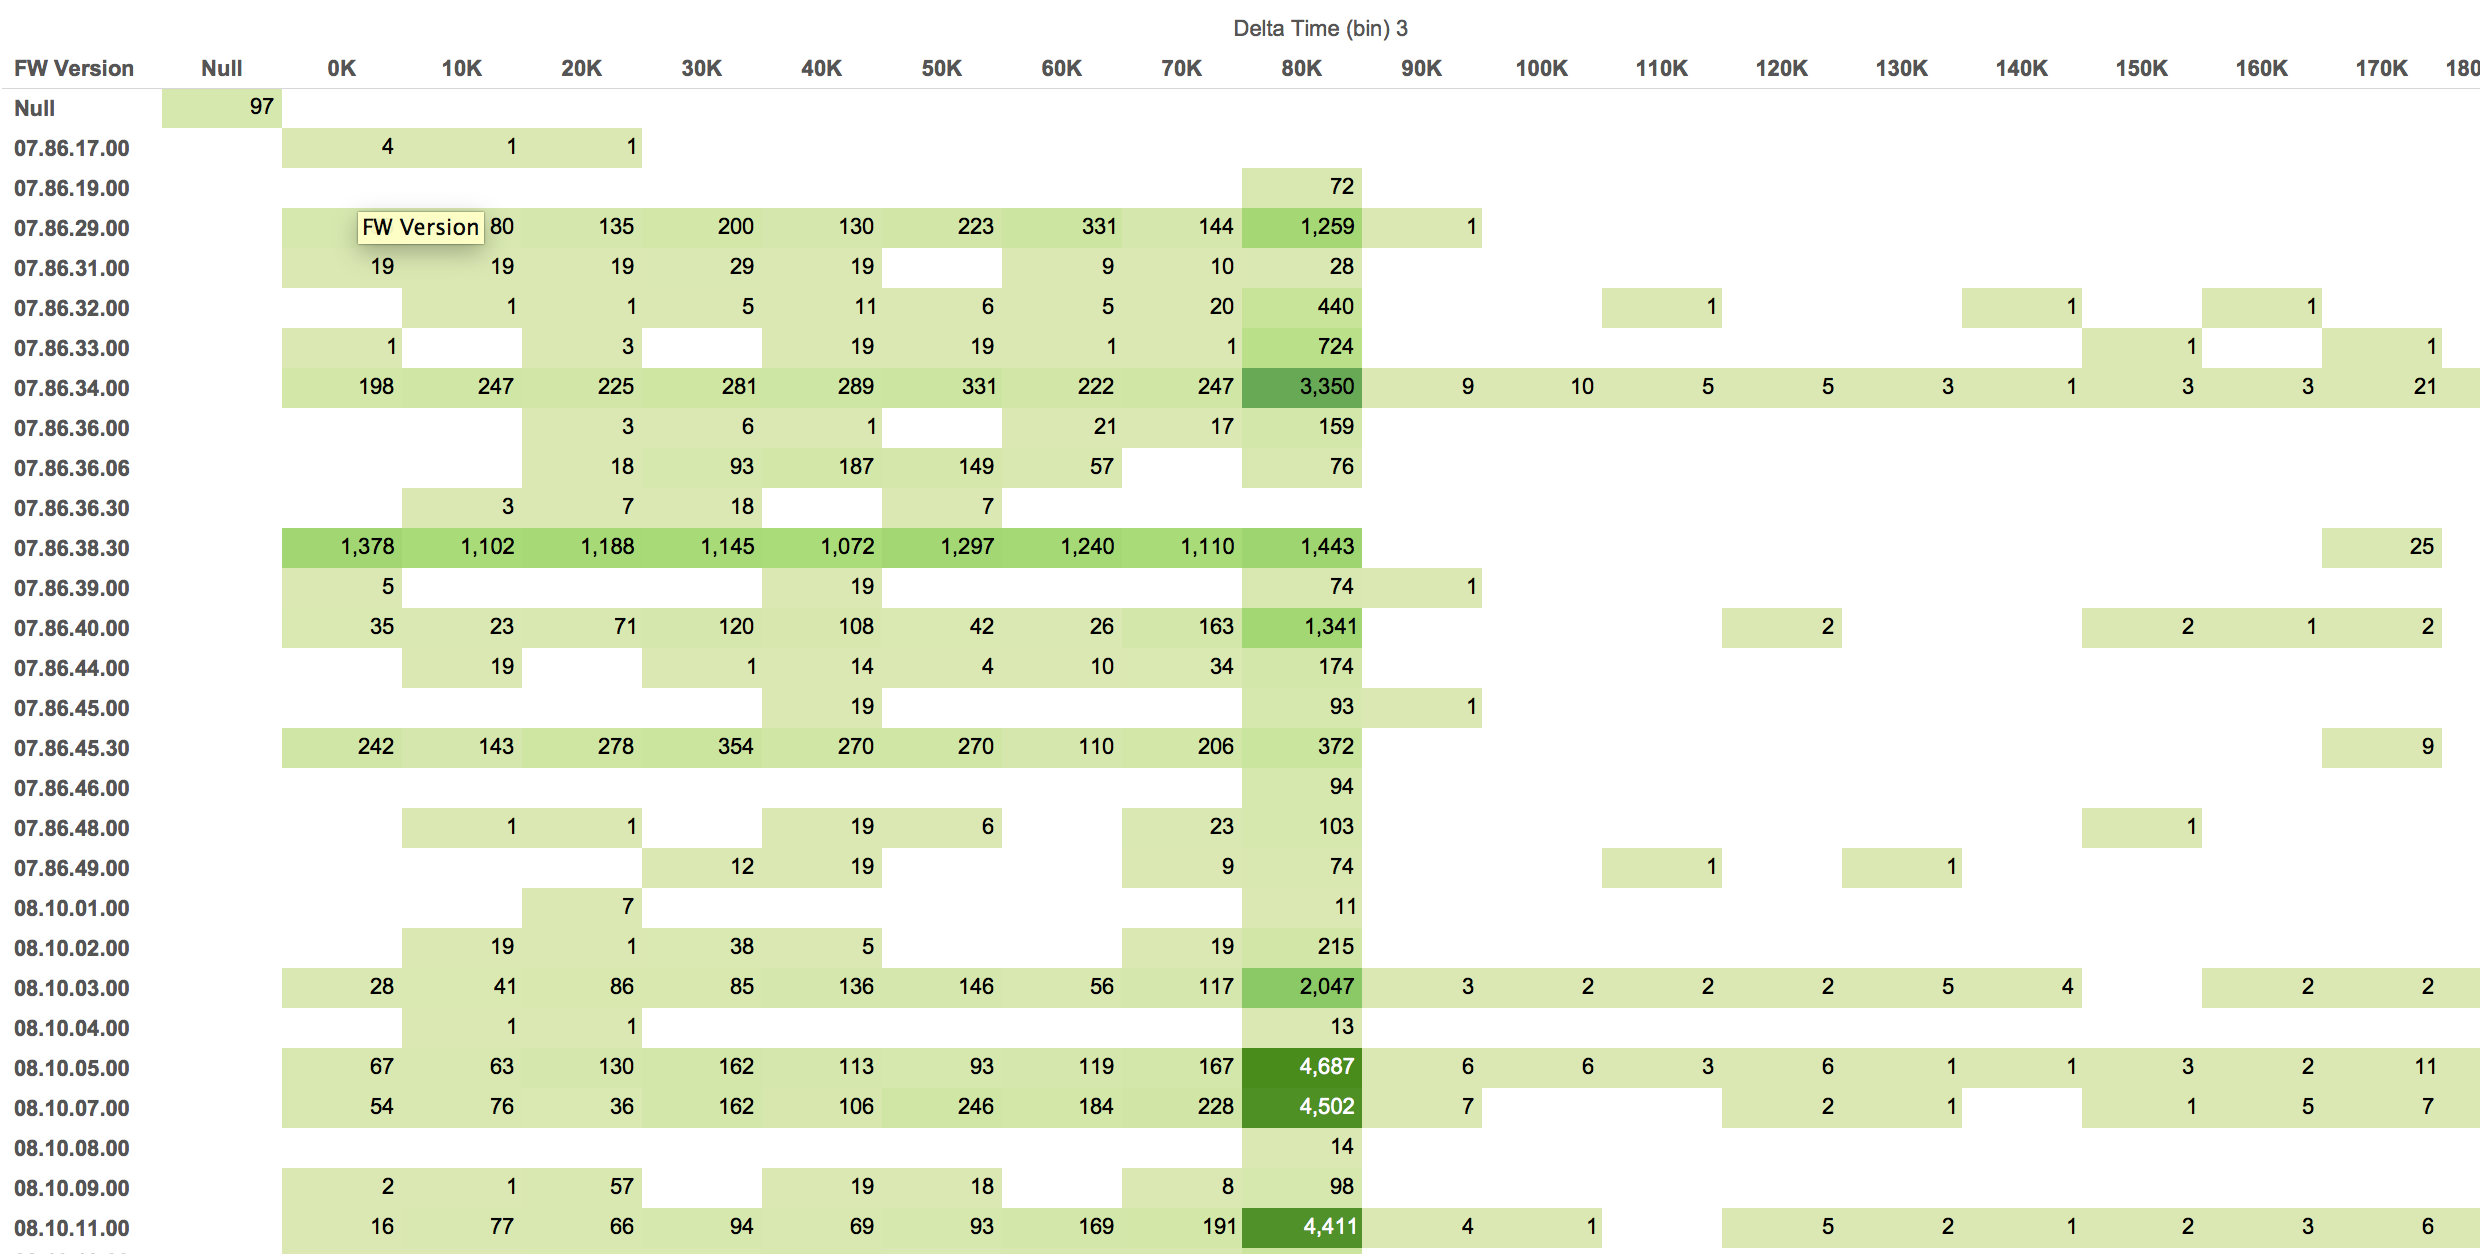 Delta Time (bin) 3
FW Version Null 0K 10K 20K 30K 40K 50K 60K 70K 80K 90K 100K 110K 120K 130K 140K 150K 160K 170K 180
Null 97
07.86.17.00 4 1 1
07.86.19.00 72
07.86.29.00 FW Version 80 135 200 130 223 331 144 1,259 1
07.86.31.00 19 19 19 29 19 9 10 28
07.86.32.00 1 1 5 11 6 5 20 440 1 1 1
07.86.33.00 1 3 19 19 1 1 724 1 1
07.86.34.00 198 247 225 281 289 331 222 247 3,350 9 10 5 5 3 1 3 3 21
07.86.36.00 3 6 1 21 17 159
07.86.36.06 18 93 187 149 57 76
07.86.36.30 3 7 18 7
07.86.38.30 1,378 1,102 1,188 1,145 1,072 1,297 1,240 1,110 1,443 25
07.86.39.00 5 19 74 1
07.86.40.00 35 23 71 120 108 42 26 163 1,341 2 2 1 2
07.86.44.00 19 1 14 4 10 34 174
07.86.45.00 19 93 1
07.86.45.30 242 143 278 354 270 270 110 206 372 9
07.86.46.00 94
07.86.48.00 1 1 19 6 23 103 1
07.86.49.00 12 19 9 74 1 1
08.10.01.00 7 11
08.10.02.00 19 1 38 5 19 215
08.10.03.00 28 41 86 85 136 146 56 117 2,047 3 2 2 2 5 4 2 2
08.10.04.00 1 1 13
08.10.05.00 67 63 130 162 113 93 119 167 4,687 6 6 3 6 1 1 3 2 11
08.10.07.00 54 76 36 162 106 246 184 228 4,502 7 2 1 1 5 7
08.10.08.00 14
08.10.09.00 2 1 57 19 18 8 98
08.10.11.00 16 77 66 94 69 93 169 191 4,411 4 1 5 2 1 2 3 6